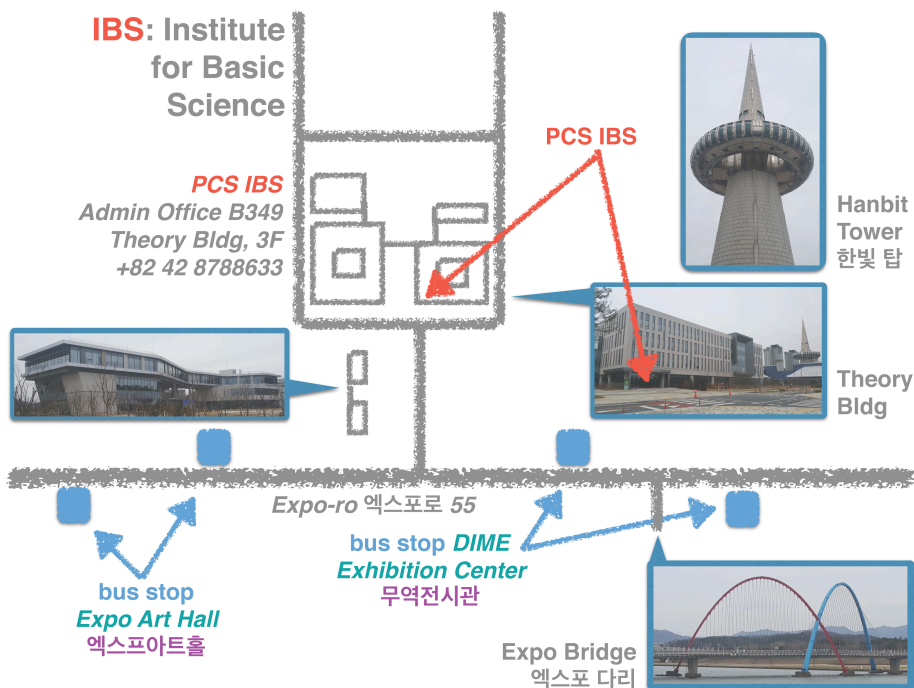 IBS: Institute
for Basic
Science
PCS IBS
Admin Office B349
Theory Bldg, 3F
+82 42 8788633
PCS IBS
Hanbit
Tower
한빛 탑
Theory
Bldg
Expo-ro 엑스포로 55
bus stop DIME
Exhibition Center
무역전시관
bus stop
Expo Art Hall
엑스프아트홀
Expo Bridge
엑스포 다리